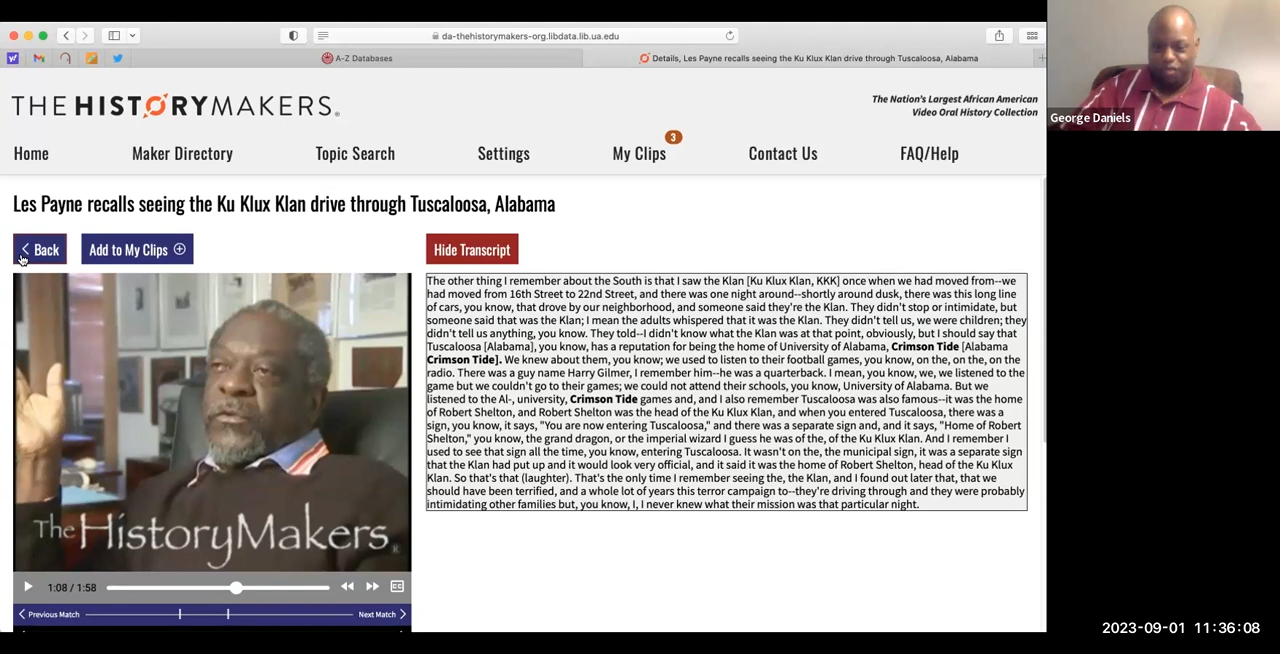 da-thehistorymakers-org.libdata.lib.ua.edu
A-Z Databases
Details, Les Payne recalls seeing the Ku Klux Klan drive through Tuscaloosa, Alabama
THE HISTORYMAKERS®
The Nation's Largest African American
Video Oral History Collection
George Daniels
Home Maker Directory Topic Search Settings My Clips 3 Contact Us FAQ/Help
Les Payne recalls seeing the Ku Klux Klan drive through Tuscaloosa, Alabama
Back Add to My Clips Hide Transcript
The other thing I remember about the South is that I saw the Klan [Ku Klux Klan, KKK] once when we had moved from--we
had moved from 16th Street to 22nd Street, and there was one night around--shortly around dusk, there was this long line
of cars, you know, that drove by our neighborhood, and someone said they're the Klan. They didn't stop or intimidate, but
someone said that was the Klan; I mean the adults whispered that it was the Klan. They didn't tell us, we were children; they
didn't tell us anything, you know. They told--I didn't know what the Klan was at that point, obviously, but I should say that
Tuscaloosa [Alabama], you know, has a reputation for being the home of University of Alabama, Crimson Tide [Alabama
Crimson Tide]. We knew about them, you know; we used to listen to their football games, you know, on the, on the, on the
radio. There was a guy name Harry Gilmer, I remember him--he was a quarterback. I mean, you know, we, we listened to the
game but we couldn't go to their games; we could not attend their schools, you know, University of Alabama. But we
listened to the Al-, university, Crimson Tide games and, and I also remember Tuscaloosa was also famous--it was the home
of Robert Shelton, and Robert Shelton was the head of the Ku Klux Klan, and when you entered Tuscaloosa, there was a
sign, you know, it says, "You are now entering Tuscaloosa," and there was a separate sign and, and it says, "Home of Robert
Shelton," you know, the grand dragon, or the imperial wizard I guess he was of the, of the Ku Klux Klan. And I remember I
used to see that sign all the time, you know, entering Tuscaloosa. It wasn't on the, the municipal sign, it was a separate sign
that the Klan had put up and it would look very official, and it said it was the home of Robert Shelton, head of the Ku Klux
Klan. So that's that (laughter). That's the only time I remember seeing the, the Klan, and I found out later that, that we
should have been terrified, and a whole lot of years this terror campaign to--they're driving through and they were probably
intimidating other families but, you know, I, I never knew what their mission was that particular night.
The HistoryMakers®
1:08 / 1:58 CC
Previous Match Next Match
2023-09-01 11:36:08